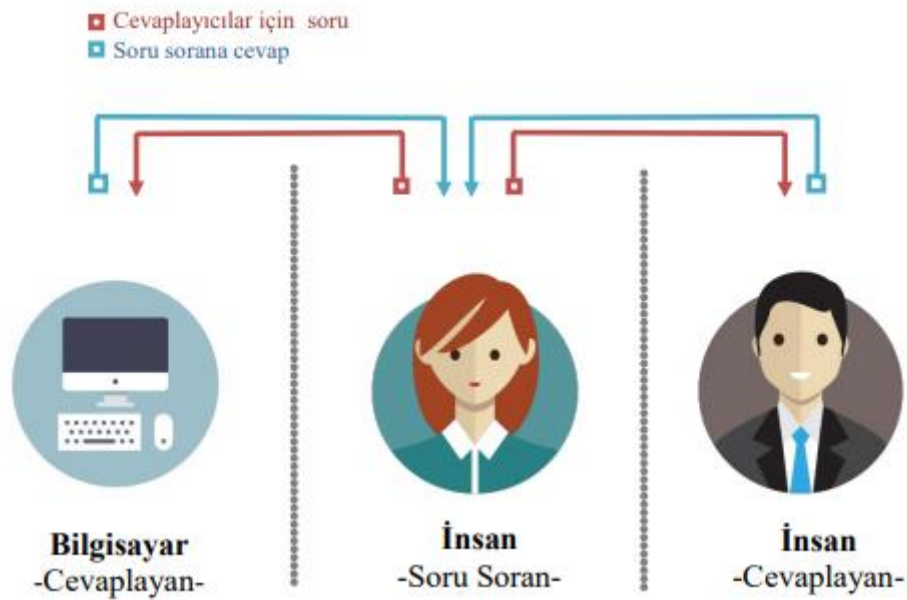 Cevaplayıcılar için soru
Soru sorana cevap
Bilgisayar
-Cevaplayan-
İnsan
-Soru Soran-
İnsan
-Cevaplayan-